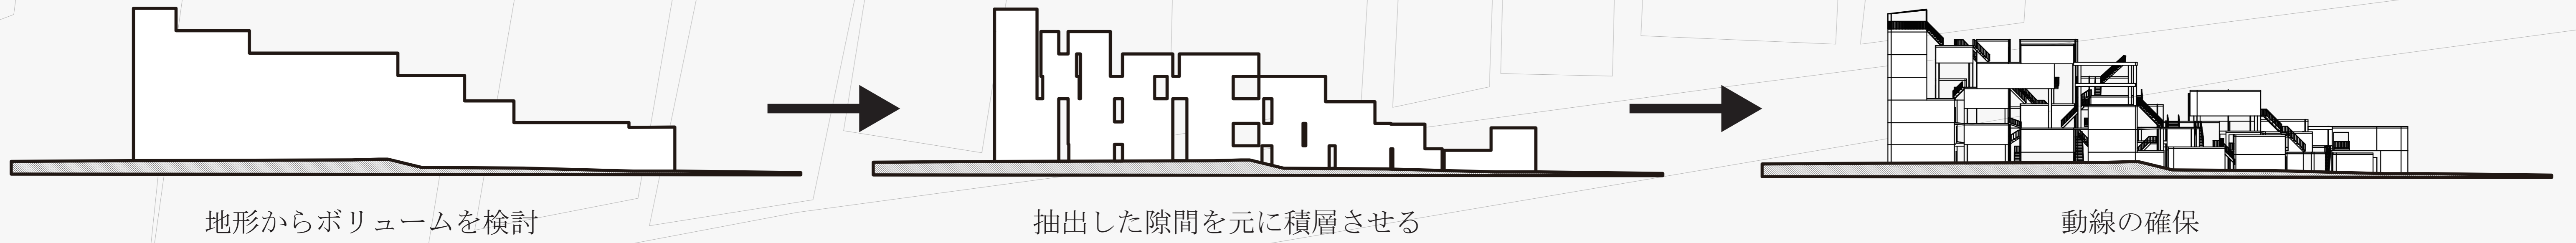 地形からボリュームを検討
抽出した隙間を元に積層させる
動線の確保